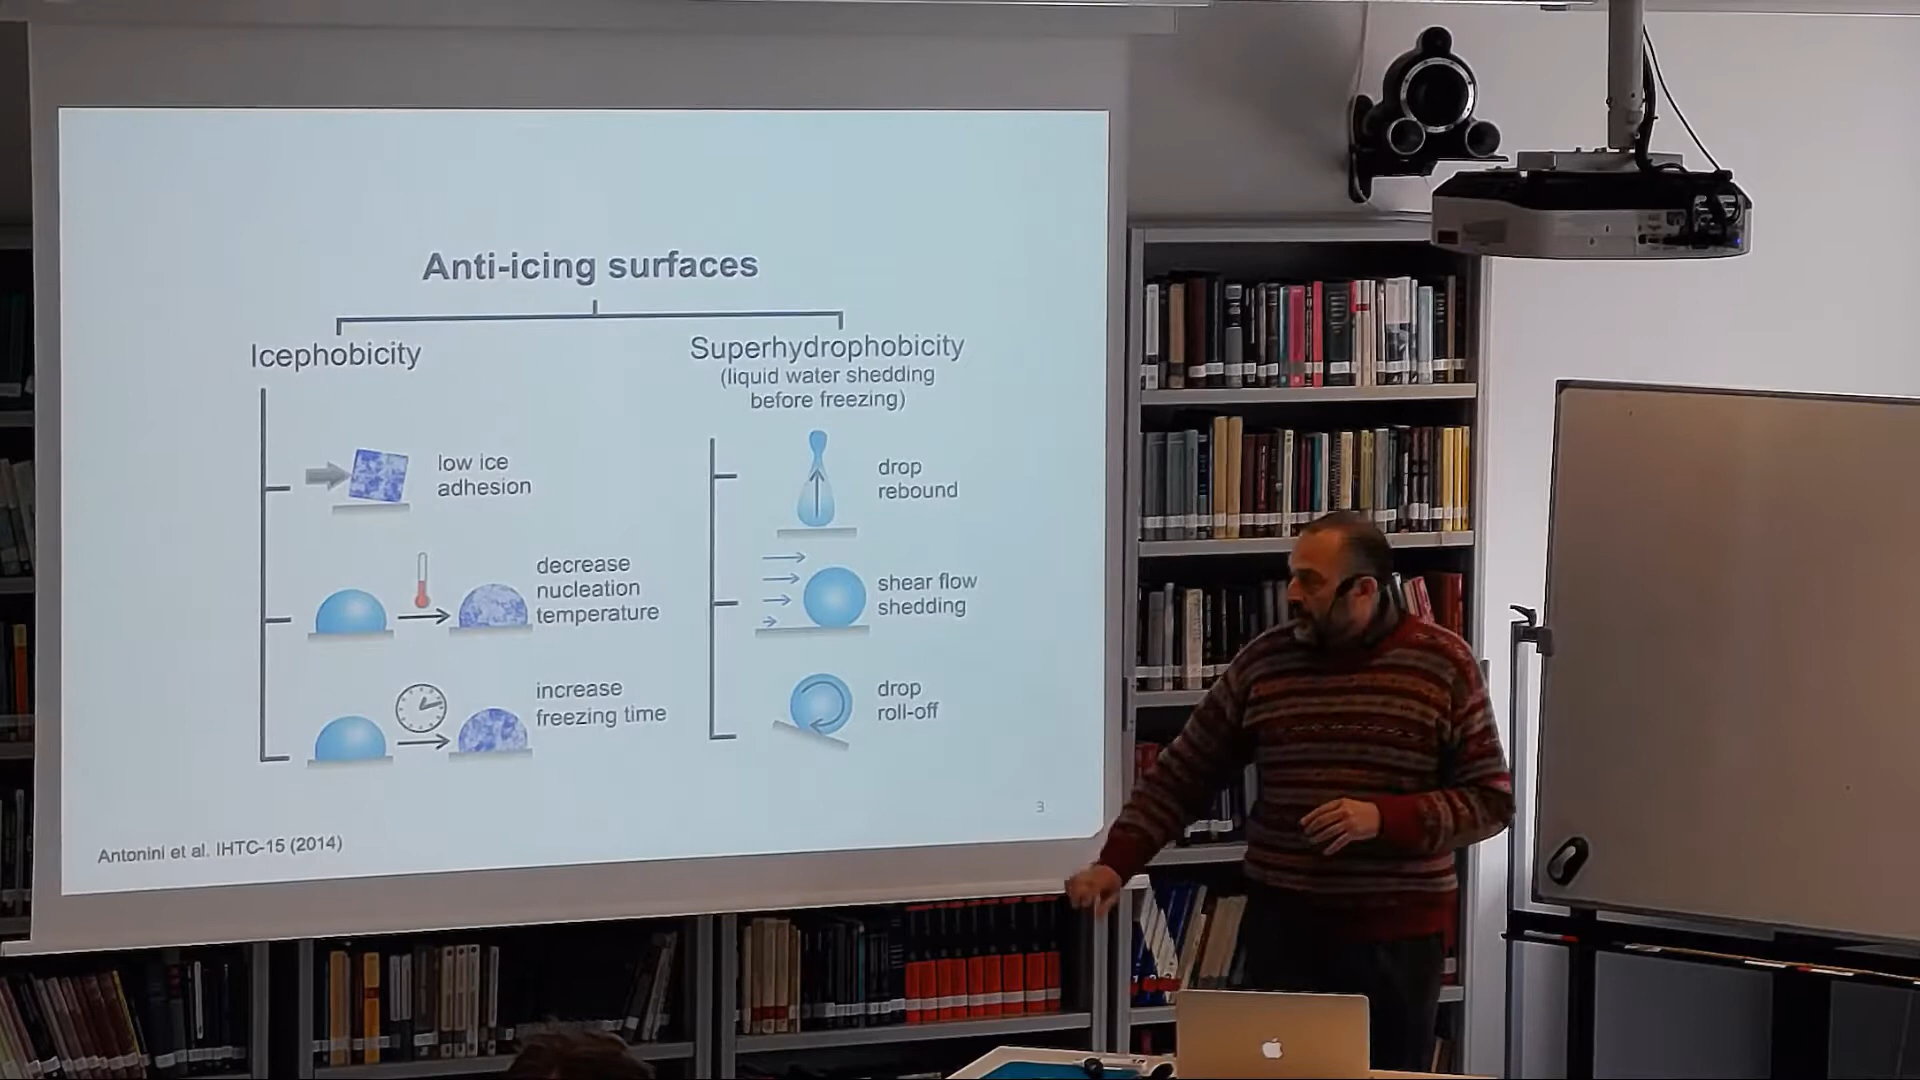 Anti-icing surfaces
Icephobicity
low ice
adhesion
decrease
nucleation
temperature
increase
freezing time
Superhydrophobicity
(liquid water shedding
before freezing)
drop
rebound
shear flow
shedding
drop
roll-off
3
Antonini et al. IHTC-15 (2014)